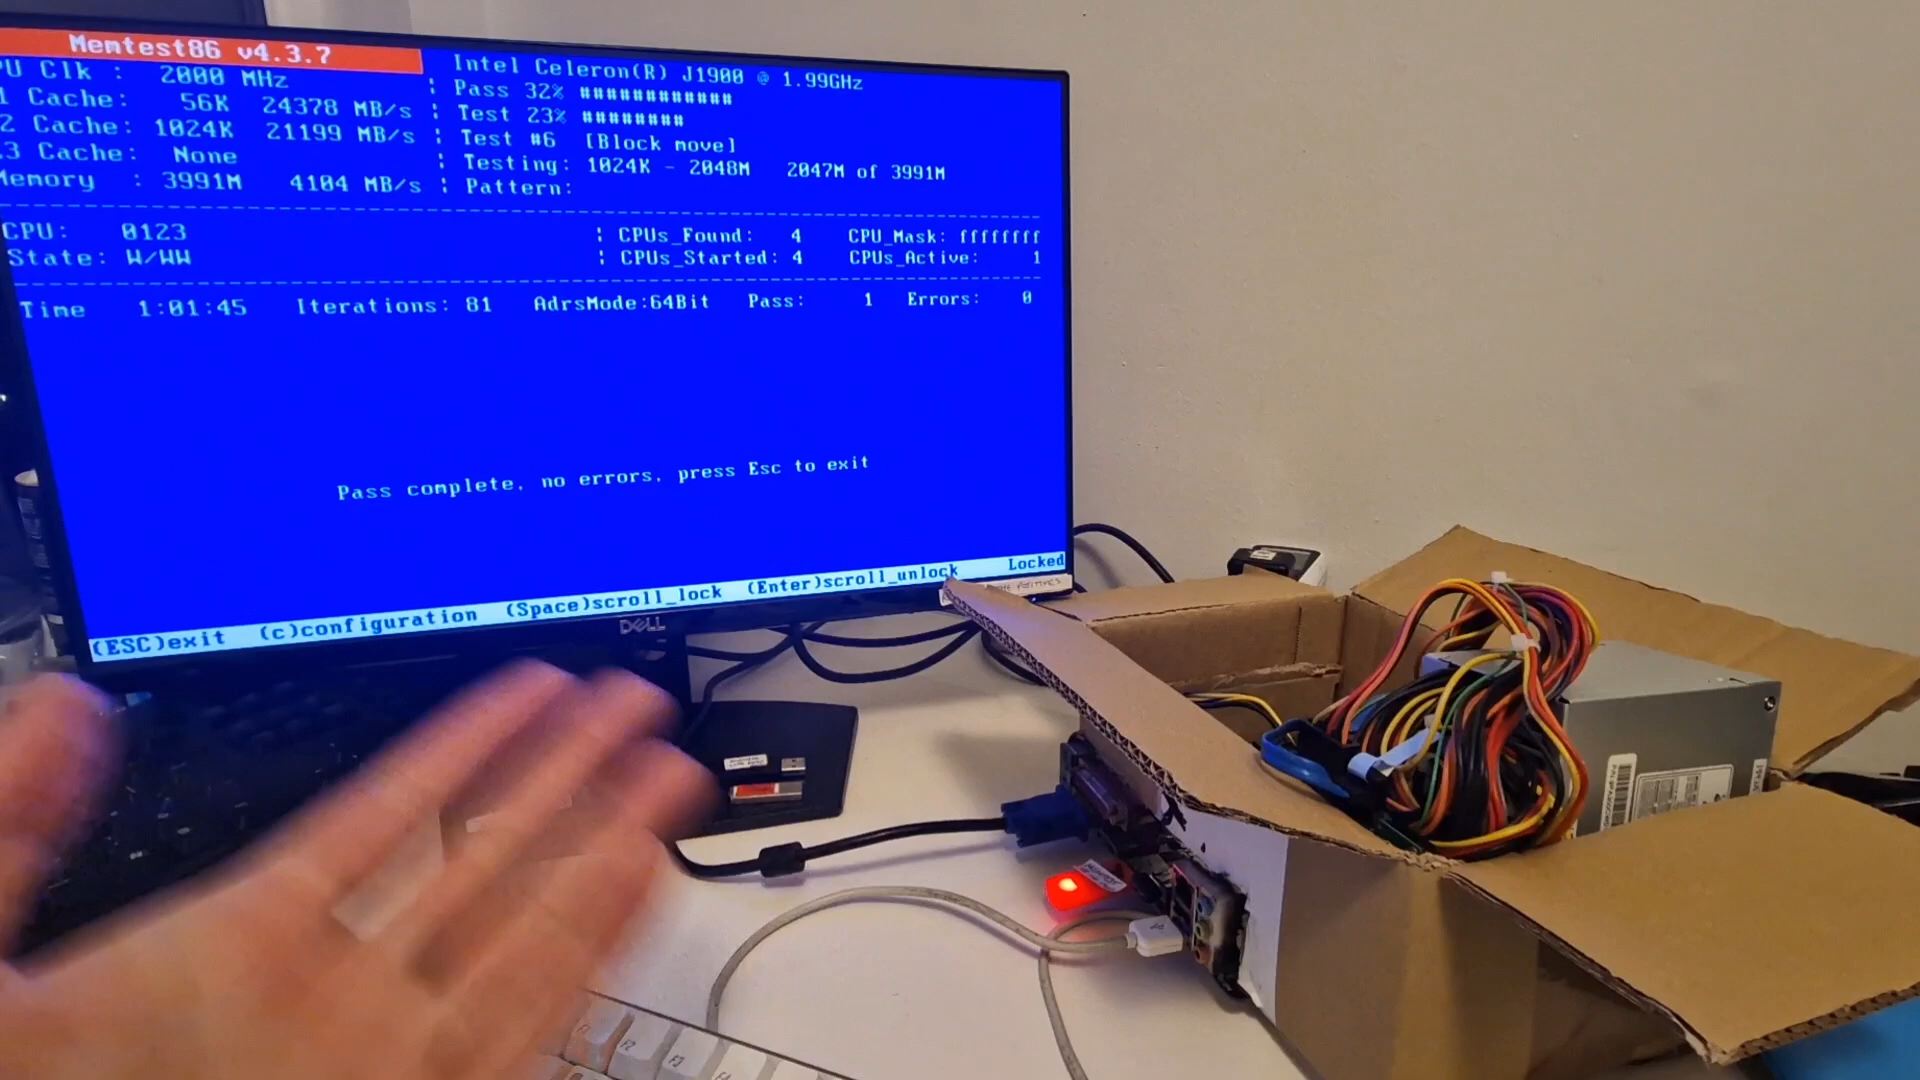 Memtest86 v4.3.7
Intel Celeron(R) J1900 @ 1.99GHz
PU Clk : 2000 MHz
Pass 32% ############
1 Cache: 56K 24378 MB/s
Test 23% ########
2 Cache: 1024K 21199 MB/s
Test #6 [Block move]
.3 Cache: None
Testing: 1024K - 2048M 2047M of 3991M
Memory : 3991M 4104 MB/s
Pattern:
CPU: 0123
CPUs_Found: 4 CPU_Mask: ffffffff
State: W/WW
CPUs_Started: 4 CPUs_Active: 1
Time 1:01:45 Iterations: 81 AdrsMode:64Bit Pass: 1 Errors: 0
Pass complete, no errors, press Esc to exit
(ESC)exit (c)configuration (Space)scroll_lock (Enter)scroll_unlock Locked
DELL
F2
F3
F4